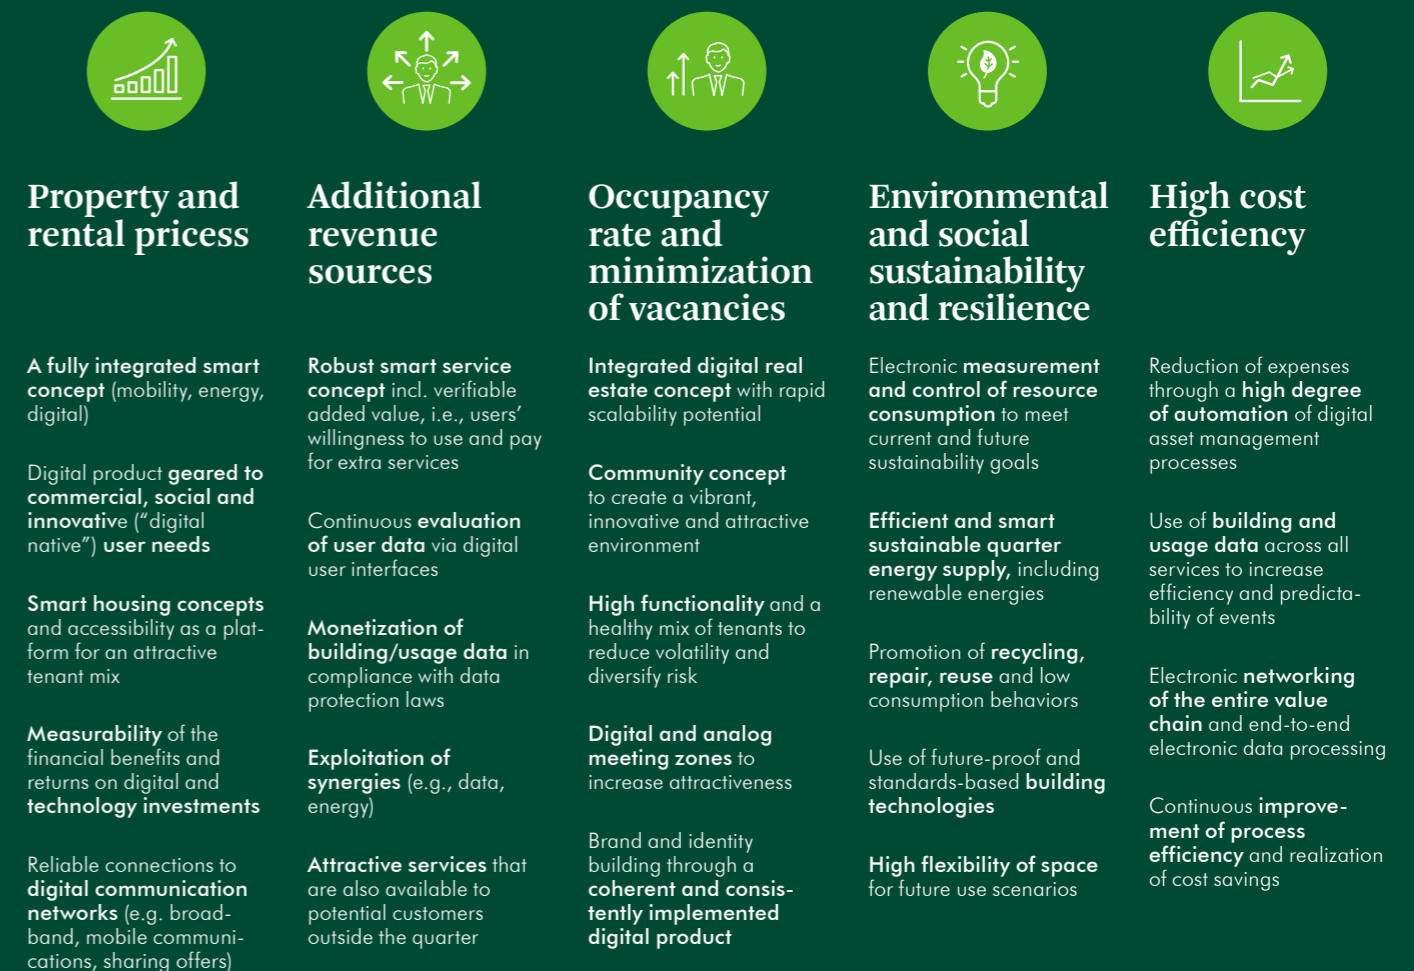 Property and
rental pricess
A fully integrated smart
concept (mobility, energy,
digital)
Digital product geared to
commercial, social and
innovative (“digital
native”) user needs
Smart housing concepts
and accessibility as a plat-
form for an attractive
tenant mix
Measurability of the
financial benefits and
returns on digital and
technology investments
Reliable connections to
digital communication
networks (e.g. broad-
band, mobile communi-
cations, sharing offers)
Additional
revenue
sources
Robust smart service
concept incl. verifiable
added value, i.e., users’
willingness to use and pay
for extra services
Continuous evaluation
of user data via digital
user interfaces
Monetization of
building/usage data in
compliance with data
protection laws
Exploitation of
synergies (e.g., data,
energy)
Attractive services that
are also available to
potential customers
outside the quarter
Occupancy
rate and
minimization
of vacancies
Integrated digital real
estate concept with rapid
scalability potential
Community concept
to create a vibrant,
innovative and attractive
environment
High functionality and a
healthy mix of tenants to
reduce volatility and
diversify risk
Digital and analog
meeting zones to
increase attractiveness
Brand and identity
building through a
coherent and consis-
tently implemented
digital product
Environmental
and social
sustainability
and resilience
Electronic measurement
and control of resource
consumption to meet
current and future
sustainability goals
Efficient and smart
sustainable quarter
energy supply, including
renewable energies
Promotion of recycling,
repair, reuse and low
consumption behaviors
Use of future-proof and
standards-based building
technologies
High flexibility of space
for future use scenarios
High cost
efficiency
Reduction of expenses
through a high degree
of automation of digital
asset management
processes
Use of building and
usage data across all
services to increase
efficiency and predicta-
bility of events
Electronic networking
of the entire value
chain and end-to-end
electronic data processing
Continuous improve-
ment of process
efficiency and realization
of cost savings